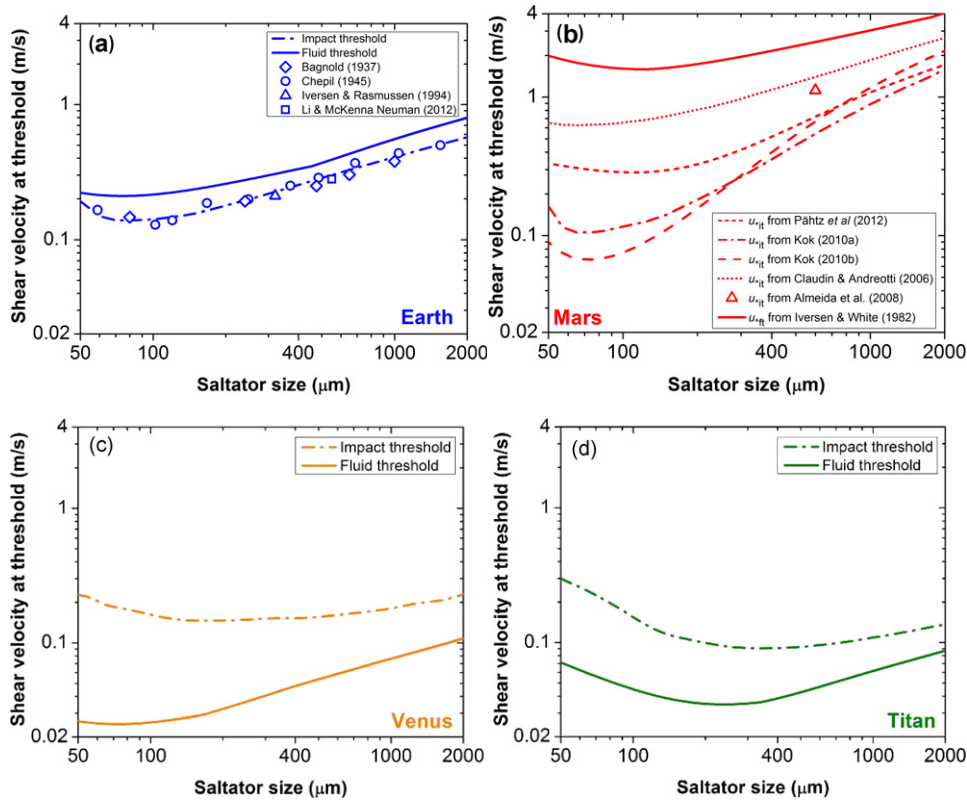 (a)
Impact threshold
Fluid threshold
Bagnold (1937)
Chepil (1945)
Iversen & Rasmussen (1994)
Li & McKenna Neuman (2012)
Shear velocity at threshold (m/s)
4
1
0.1
0.02
50
100
400
1000
2000
Saltator size (μm)
Earth
(b)
u*it from Pähtz et al (2012)
u*it from Kok (2010a)
u*it from Kok (2010b)
u*it from Claudin & Andreotti (2006)
u*it from Almeida et al. (2008)
u*ft from Iversen & White (1982)
Shear velocity at threshold (m/s)
4
1
0.1
0.02
50
100
400
1000
2000
Saltator size (μm)
Mars
(c)
Impact threshold
Fluid threshold
Shear velocity at threshold (m/s)
4
1
0.1
0.02
50
100
400
1000
2000
Saltator size (μm)
Venus
(d)
Impact threshold
Fluid threshold
Shear velocity at threshold (m/s)
4
1
0.1
0.02
50
100
400
1000
2000
Saltator size (μm)
Titan